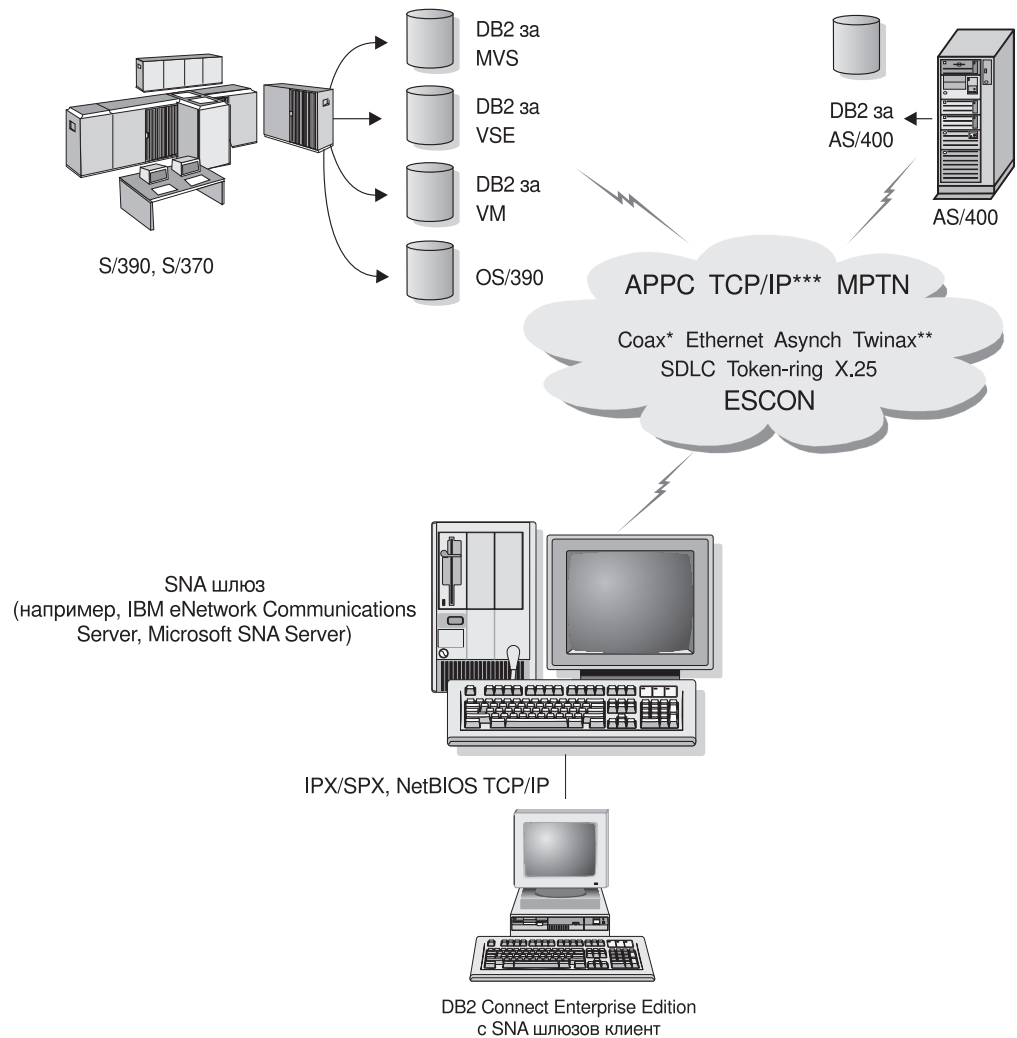 DB2 за
MVS
DB2 за
VSE
DB2 за
VM
OS/390
S/390, S/370
DB2 за
AS/400
AS/400
APPC TCP/IP*** MPTN
Coax* Ethernet Asynch Twinax**
SDLC Token-ring X.25
ESCON
SNA шлюз
(например, IBM eNetwork Communications
Server, Microsoft SNA Server)
IPX/SPX, NetBIOS TCP/IP
DB2 Connect Enterprise Edition
с SNA шлюзов клиент